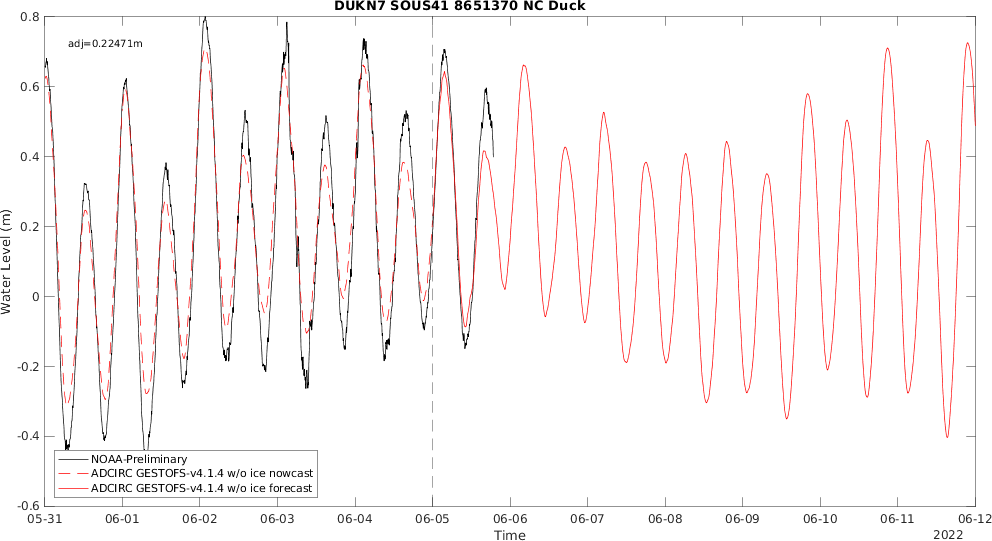 DUKN7 SOUS41 8651370 NC Duck
adj=0.22471m
0.8
0.6
0.4
0.2
0
-0.2
-0.4
-0.6
Water Level (m)
NOAA-Preliminary
ADCIRC GESTOFS-v4.1.4 w/o ice nowcast
ADCIRC GESTOFS-v4.1.4 w/o ice forecast
05-31 06-01 06-02 06-03 06-04 06-05 06-06 06-07 06-08 06-09 06-10 06-11 06-12
Time
2022